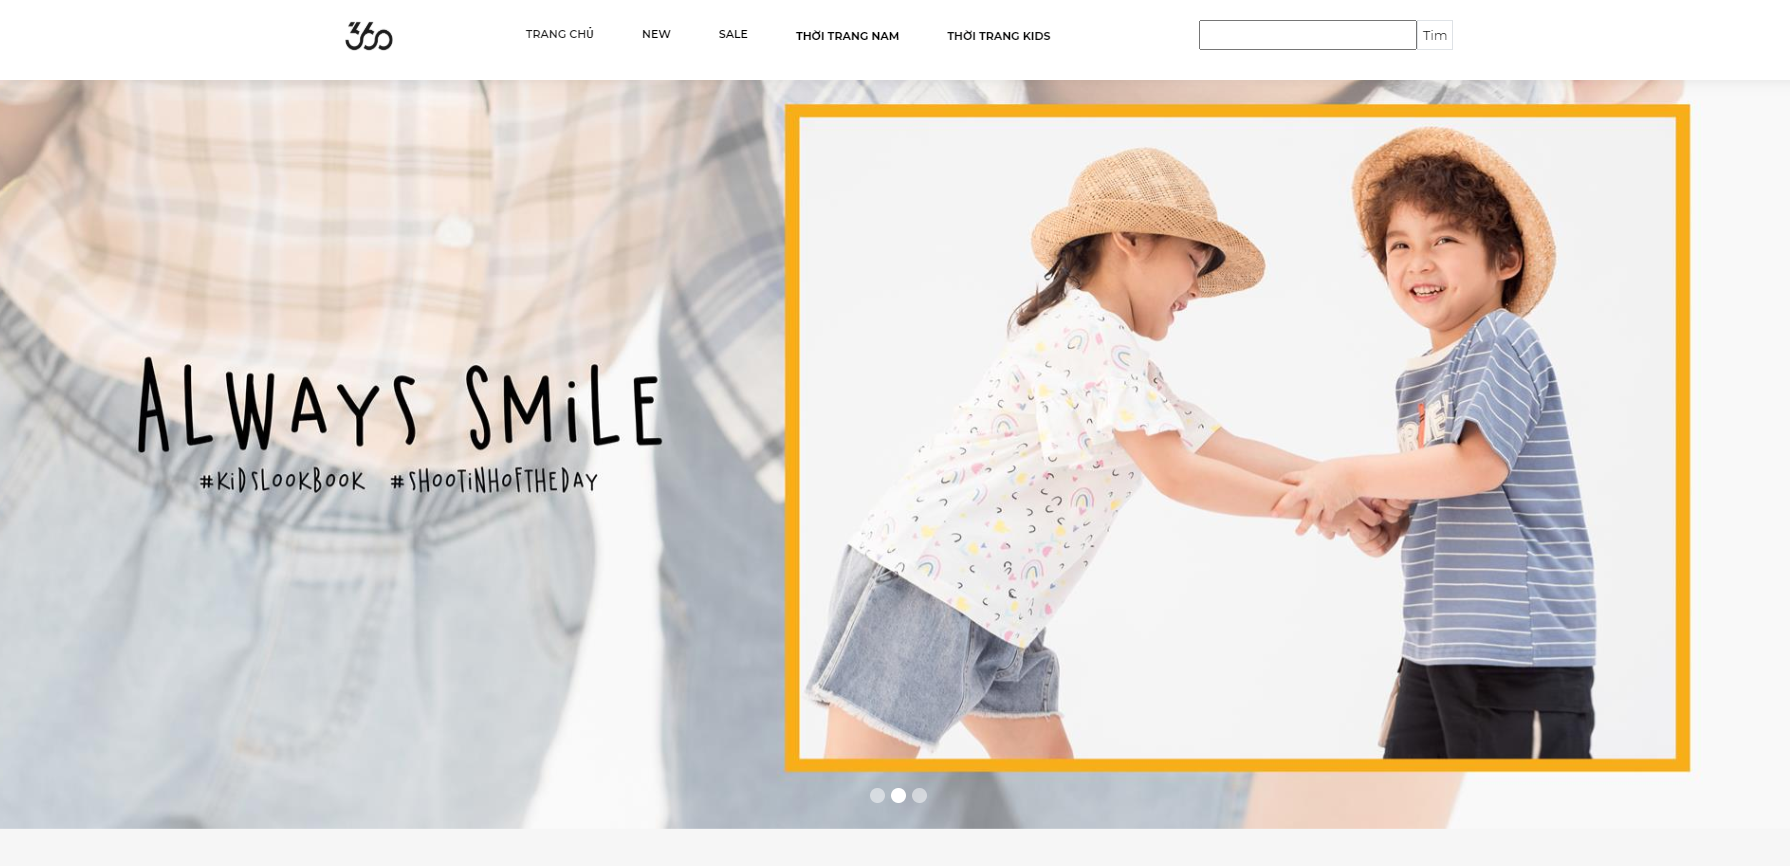 360
TRANG CHỦ NEW SALE THỜI TRANG NAM THỜI TRANG KIDS
Tìm
ALWAYS SMiLE
#KiDSLOOKBOOK #SHOOTiNHOFTHEDAY